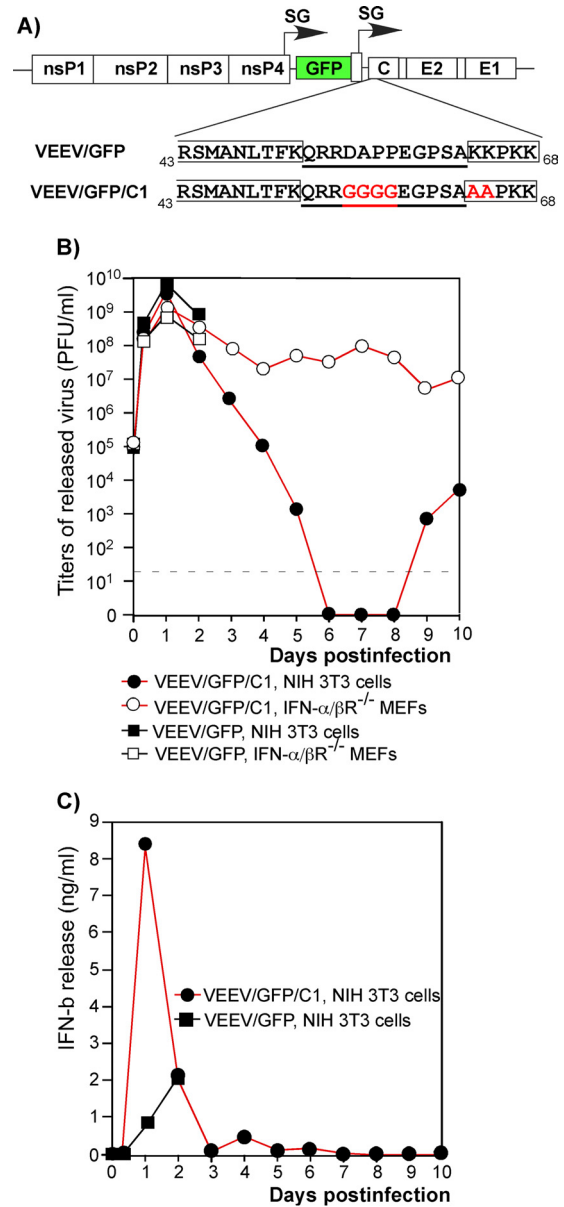 A)
SG SG
nsP1 nsP2 nsP3 nsP4 GFP C E2 E1
VEEV/GFP 43 RSMANLTFKQRRDAPPEGPSAKKPKK 68
VEEV/GFP/C1 43 RSMANLTFKQRRGGGGEGPSAAAPKK 68
B)
Titers of released virus (PFU/ml)
10^10
10^9
10^8
10^7
10^6
10^5
10^4
10^3
10^2
10^1
0
0 1 2 3 4 5 6 7 8 9 10
Days postinfection
VEEV/GFP/C1, NIH 3T3 cells
VEEV/GFP/C1, IFN-α/βR^-/- MEFs
VEEV/GFP, NIH 3T3 cells
VEEV/GFP, IFN-α/βR^-/- MEFs
C)
IFN-b release (ng/ml)
9
8
7
6
5
4
3
2
1
0
VEEV/GFP/C1, NIH 3T3 cells
VEEV/GFP, NIH 3T3 cells
0 1 2 3 4 5 6 7 8 9 10
Days postinfection